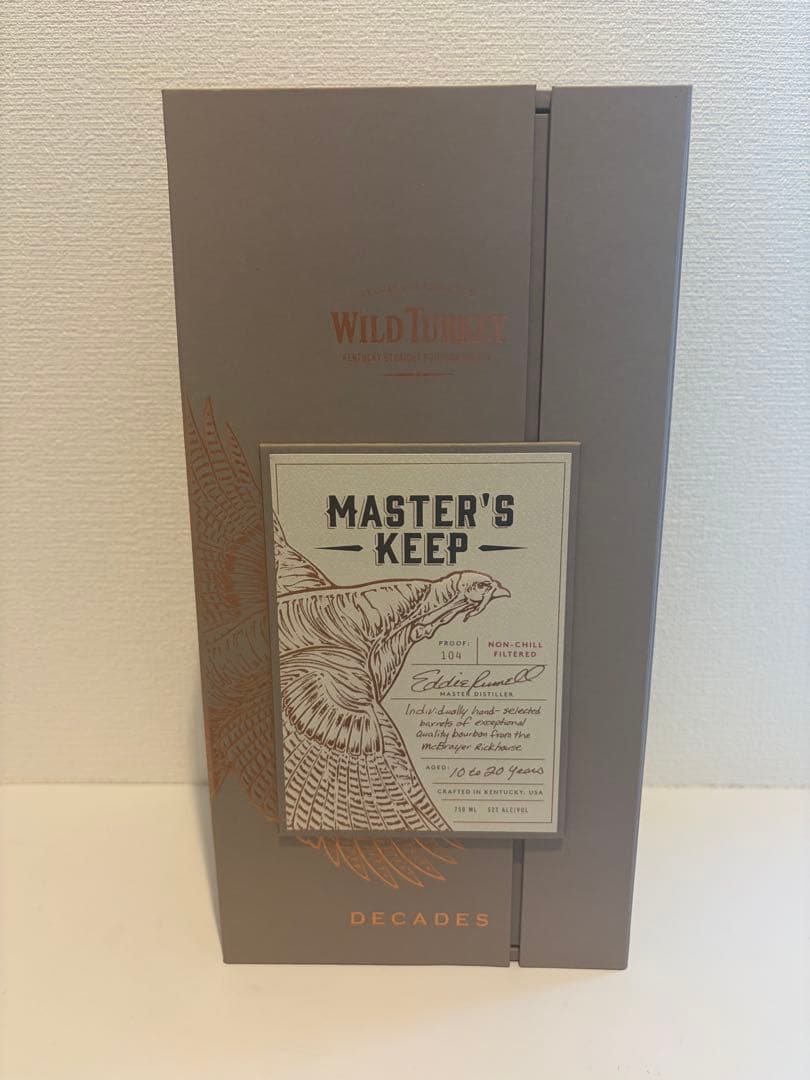 WILD TURKEY
KENTUCKY STRAIGHT BOURBON WHISKEY
MASTER'S
KEEP
PROOF:
104
NON-CHILL
FILTERED
Eddie Russell
MASTER DISTILLER
Individually hand-selected
barrels of exceptional
quality bourbon from the
McBrayer Rickhouse
AGED: 10 to 20 years
CRAFTED IN KENTUCKY, USA
750 ML 52% ALC/VOL
DECADES